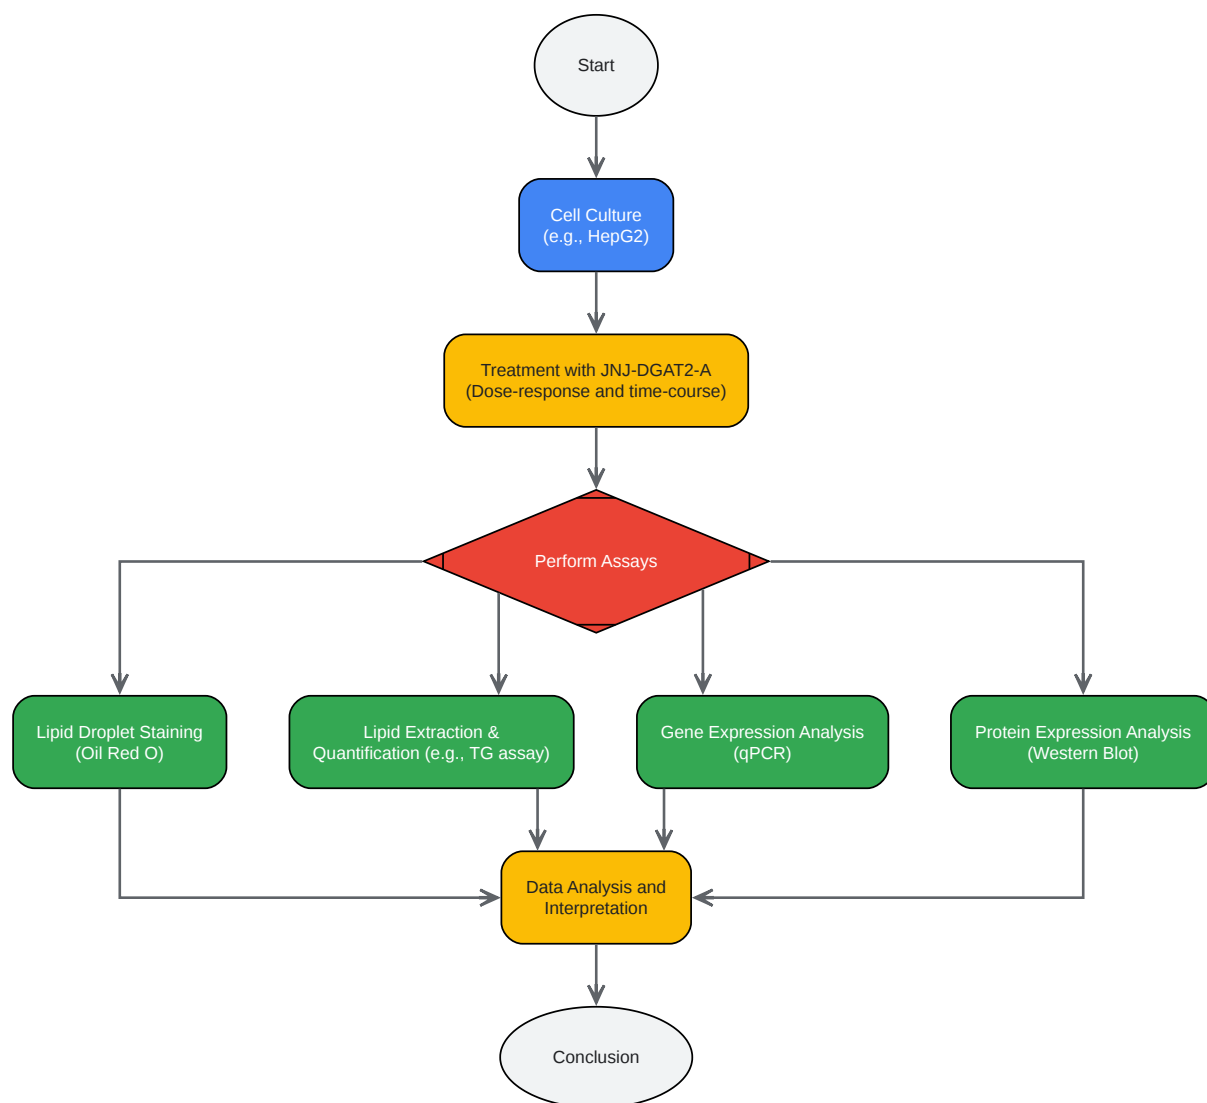 Start
Cell Culture
(e.g., HepG2)
Treatment with JNJ-DGAT2-A
(Dose-response and time-course)
Perform Assays
Lipid Droplet Staining
(Oil Red O)
Lipid Extraction &
Quantification (e.g., TG assay)
Gene Expression Analysis
(qPCR)
Protein Expression Analysis
(Western Blot)
Data Analysis and
Interpretation
Conclusion